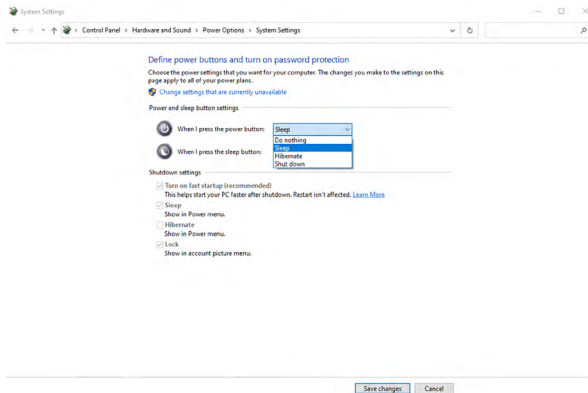 System Settings
Control Panel > Hardware and Sound > Power Options > System Settings
Define power buttons and turn on password protection
Choose the power settings that you want for your computer. The changes you make to the settings on this
page apply to all of your power plans.
Change settings that are currently unavailable
Power and sleep button settings
When I press the power button: Sleep
Do nothing
Sleep
When I press the sleep button:
Hibernate
Shut down
Shutdown settings
Turn on fast startup (recommended)
This helps start your PC faster after shutdown. Restart isn't affected. Learn More
Sleep
Show in Power menu.
Hibernate
Show in Power menu.
Lock
Show in account picture menu.
Save changes Cancel